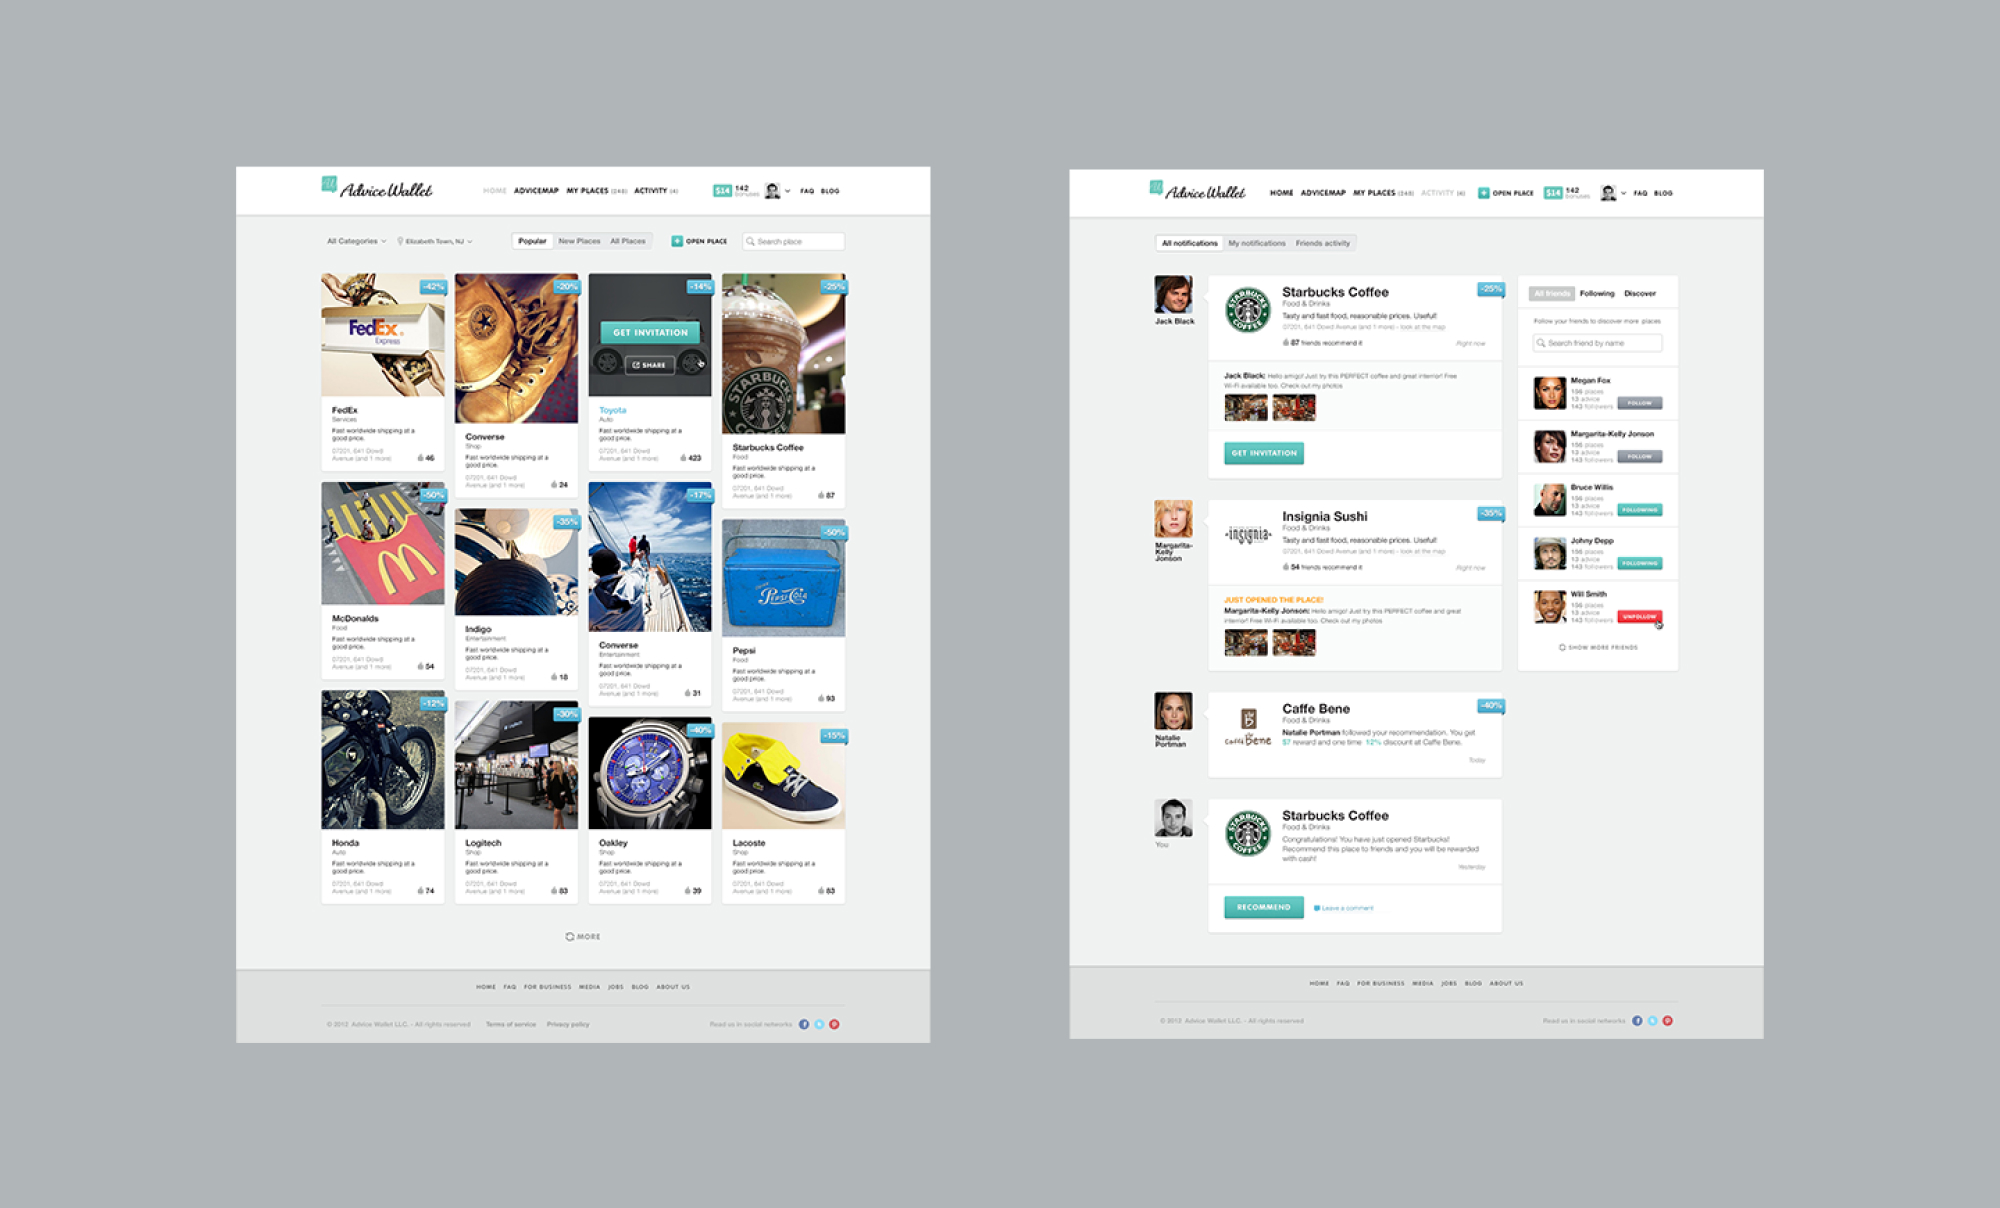 Advice Wallet
HOME ADVICEMAP MY PLACES (248) ACTIVITY (4) $14 142 bonuses FAQ BLOG
All Categories Elizabeth Town, NJ Popular New Places All Places OPEN PLACE Search place
-42%
FedEx®
Express
FedEx
Services
Fast worldwide shipping at a
good price.
07201, 641 Dowd
Avenue (and 1 more) 46
-20%
Converse
Shop
Fast worldwide shipping at a
good price.
07201, 641 Dowd
Avenue (and 1 more) 24
-14%
GET INVITATION
SHARE
Toyota
Auto
Fast worldwide shipping at a
good price.
07201, 641 Dowd
Avenue (and 1 more) 423
-25%
STARBUCKS
Starbucks Coffee
Food
Fast worldwide shipping at a
good price.
07201, 641 Dowd
Avenue (and 1 more) 87
-50%
McDonalds
Food
Fast worldwide shipping at a
good price.
07201, 641 Dowd
Avenue (and 1 more) 54
-35%
Indigo
Entertainment
Fast worldwide shipping at a
good price.
07201, 641 Dowd
Avenue (and 1 more) 18
-17%
Converse
Entertainment
Fast worldwide shipping at a
good price.
07201, 641 Dowd
Avenue (and 1 more) 31
-50%
Pepsi Cola
Pepsi
Food
Fast worldwide shipping at a
good price.
07201, 641 Dowd
Avenue (and 1 more) 93
-12%
Honda
Auto
Fast worldwide shipping at a
good price.
07201, 641 Dowd
Avenue (and 1 more) 74
-30%
Logitech
Shop
Fast worldwide shipping at a
good price.
07201, 641 Dowd
Avenue (and 1 more) 83
-40%
Oakley
Shop
Fast worldwide shipping at a
good price.
07201, 641 Dowd
Avenue (and 1 more) 39
-15%
Lacoste
Shop
Fast worldwide shipping at a
good price.
07201, 641 Dowd
Avenue (and 1 more) 83
MORE
HOME FAQ FOR BUSINESS MEDIA JOBS BLOG ABOUT US
© 2012 Advice Wallet LLC. - All rights reserved Terms of service Privacy policy Read us in social networks
Advice Wallet
HOME ADVICEMAP MY PLACES (248) ACTIVITY (4) OPEN PLACE $14 142 bonuses FAQ BLOG
All notifications My notifications Friends activity
Jack Black
STARBUCKS
COFFEE
-25%
Starbucks Coffee
Food & Drinks
Tasty and fast food, reasonable prices. Useful!
07201, 641 Dowd Avenue (and 1 more) - look at the map
87 friends recommend it Right now
Jack Black: Hello amigo! Just try this PERFECT coffee and great interior! Free
Wi-Fi available too. Check out my photos
GET INVITATION
Margarita-
Kelly
Jonson
insignia
-35%
Insignia Sushi
Food & Drinks
Tasty and fast food, reasonable prices. Useful!
07201, 641 Dowd Avenue (and 1 more) - look at the map
54 friends recommend it Right now
JUST OPENED THE PLACE!
Margarita-Kelly Jonson: Hello amigo! Just try this PERFECT coffee and great
interior! Free Wi-Fi available too. Check out my photos
Natalie
Portman
Caffé Bene
-40%
Caffe Bene
Food & Drinks
Natalie Portman followed your recommendation. You get
$7 reward and one time 12% discount at Caffe Bene.
Today
You
STARBUCKS
COFFEE
Starbucks Coffee
Food & Drinks
Congratulations! You have just opened Starbucks!
Recommend this place to friends and you will be rewarded
with cash!
Yesterday
RECOMMEND Leave a comment
All friends Following Discover
Follow your friends to discover more places
Search friend by name
Megan Fox
156 places
13 advice
143 followers FOLLOW
Margarita-Kelly Jonson
156 places
13 advice
143 followers FOLLOW
Bruce Willis
156 places
13 advice
143 followers FOLLOWING
Johny Depp
156 places
13 advice
143 followers FOLLOWING
Will Smith
156 places
13 advice
143 followers UNFOLLOW
SHOW MORE FRIENDS
HOME FAQ FOR BUSINESS MEDIA JOBS BLOG ABOUT US
© 2012 Advice Wallet LLC. - All rights reserved Read us in social networks